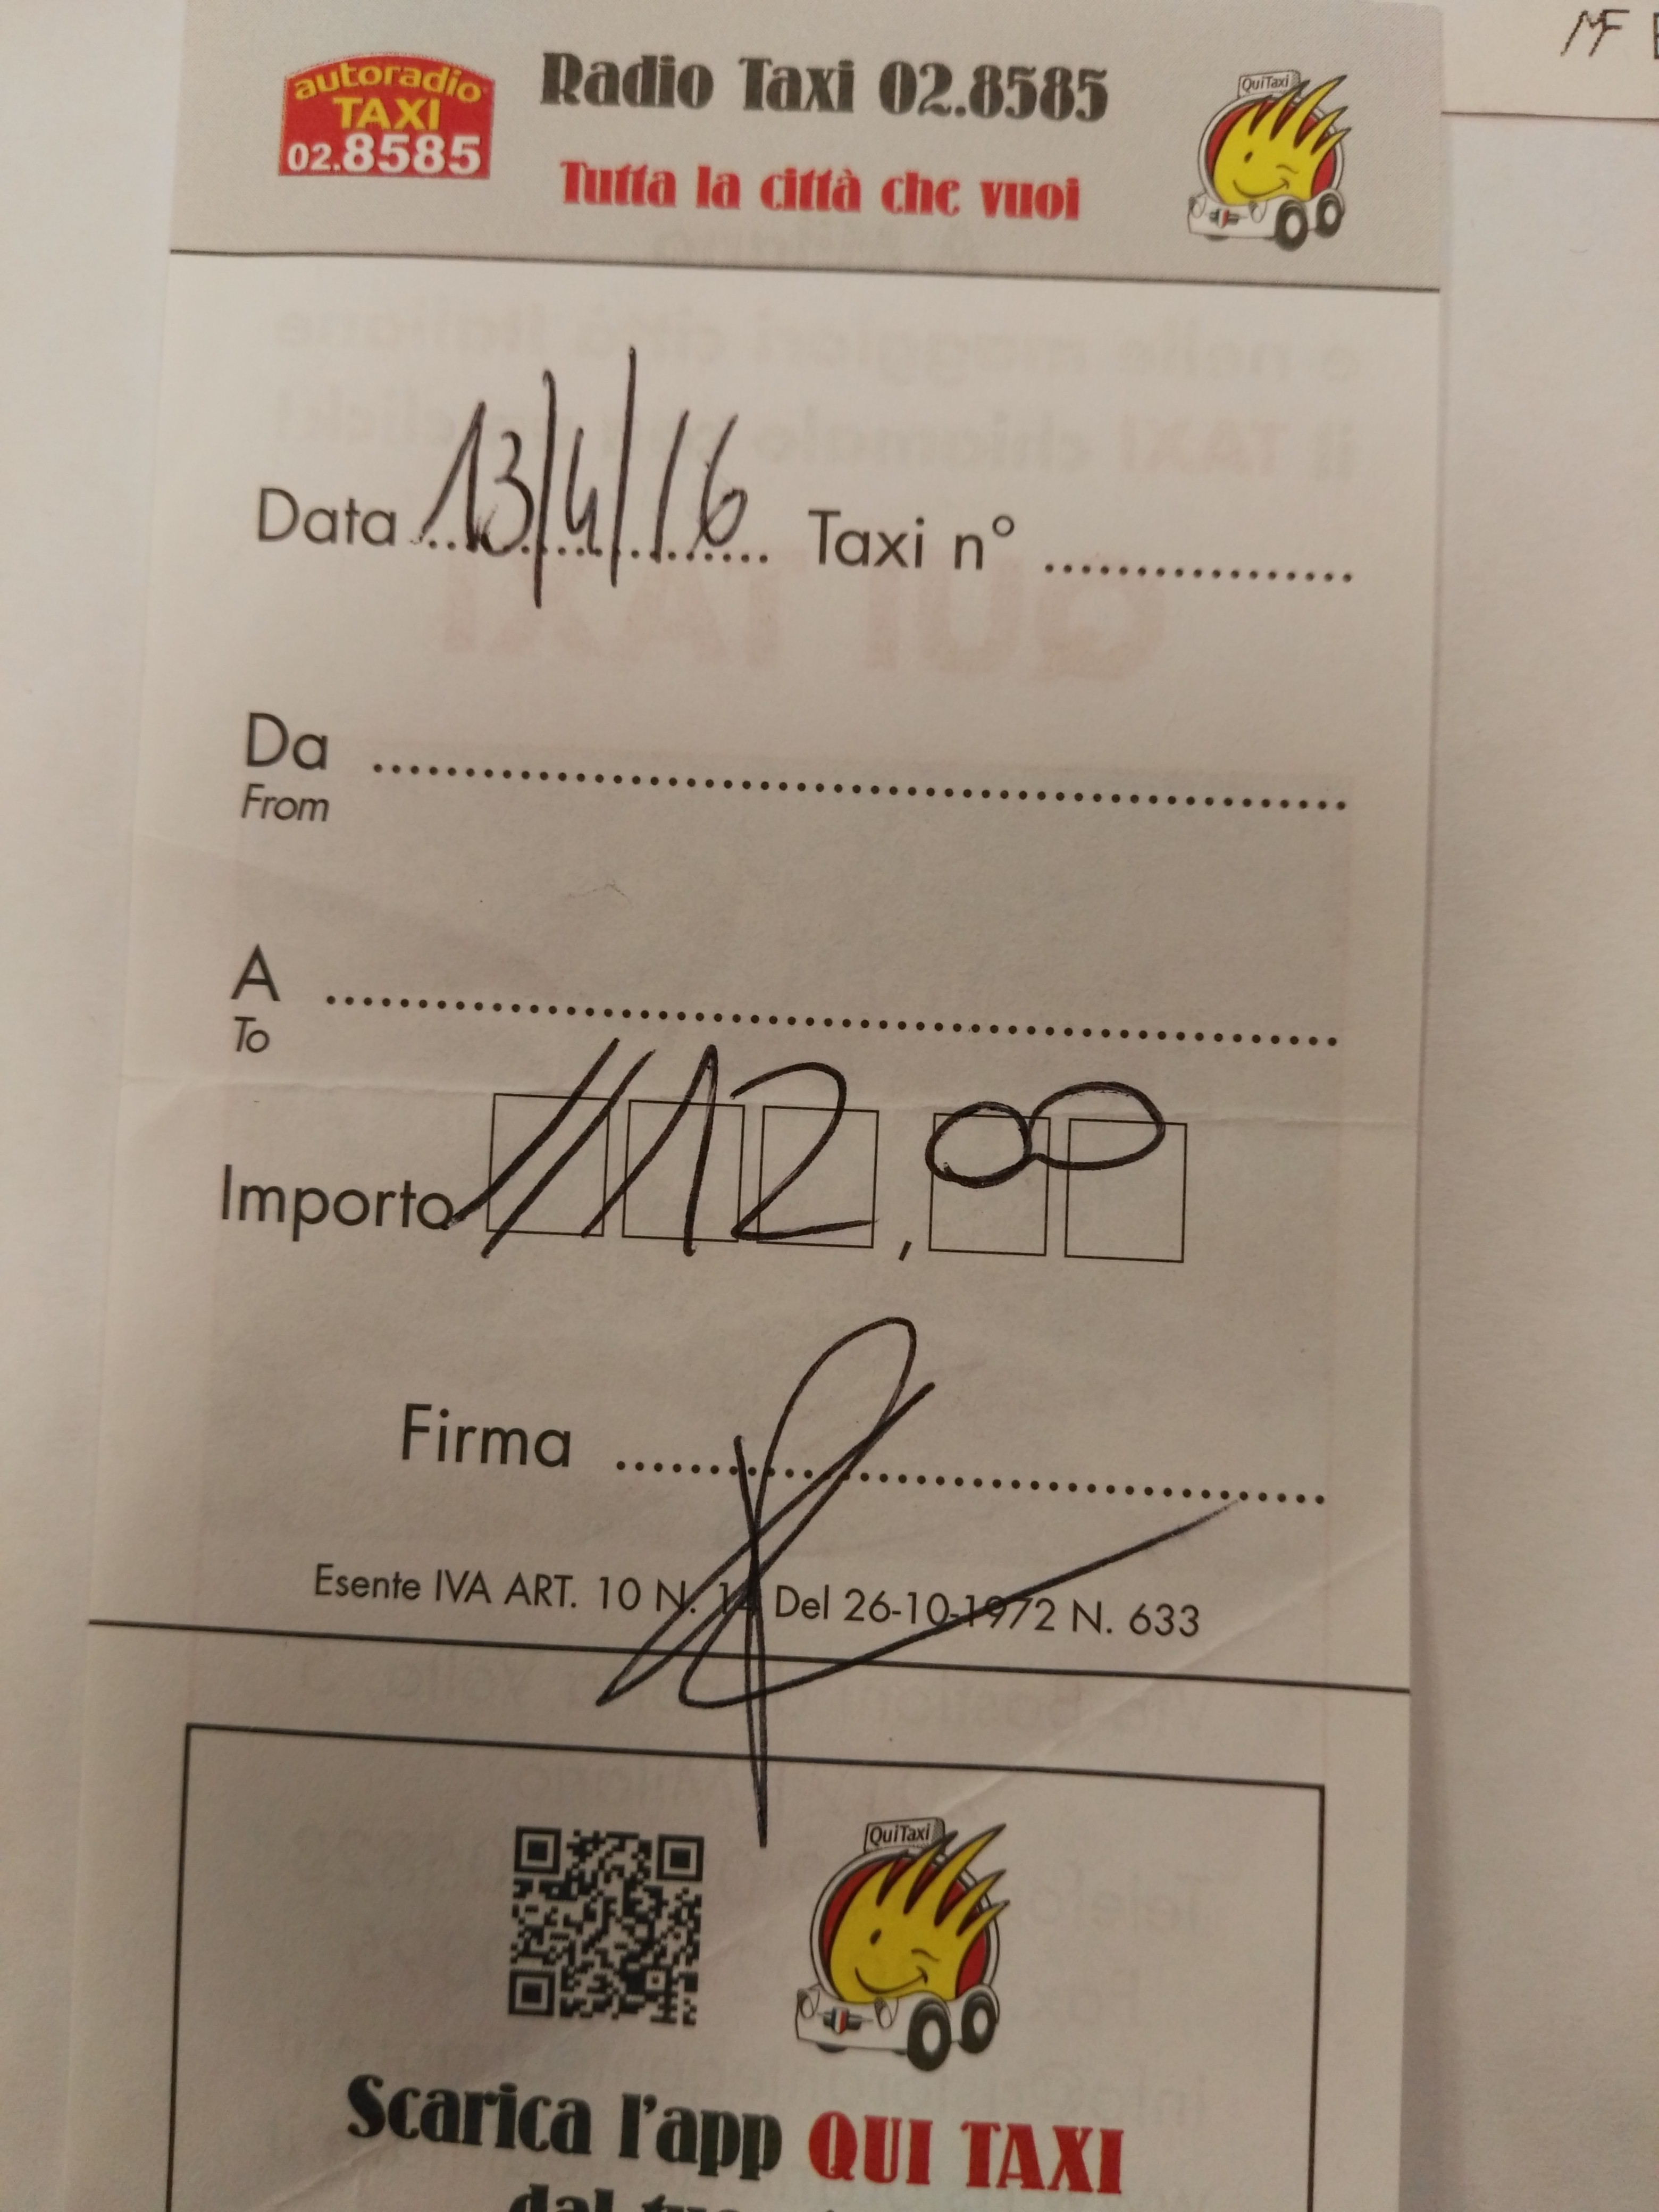 MF
autoradio
TAXI
02.8585
Radio Taxi 02.8585
Tutta la città che vuoi
QuiTaxi
Data 13/4/16 Taxi n° ..................
Da
From
A
To
Importo //12,00
Firma
Esente IVA ART. 10 N. 14 Del 26-10-1972 N. 633
QuiTaxi
Scarica l'app QUI TAXI